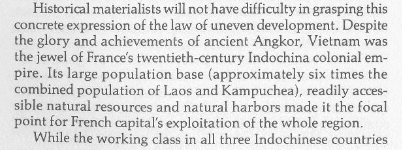 Historical materialists will not have difficulty in grasping this
concrete expression of the law of uneven development. Despite
the glory and achievements of ancient Angkor, Vietnam was
the jewel of France's twentieth-century Indochina colonial em-
pire. Its large population base (approximately six times the
combined population of Laos and Kampuchea), readily acces-
sible natural resources and natural harbors made it the focal
point for French capital's exploitation of the whole region.
While the working class in all three Indochinese countries